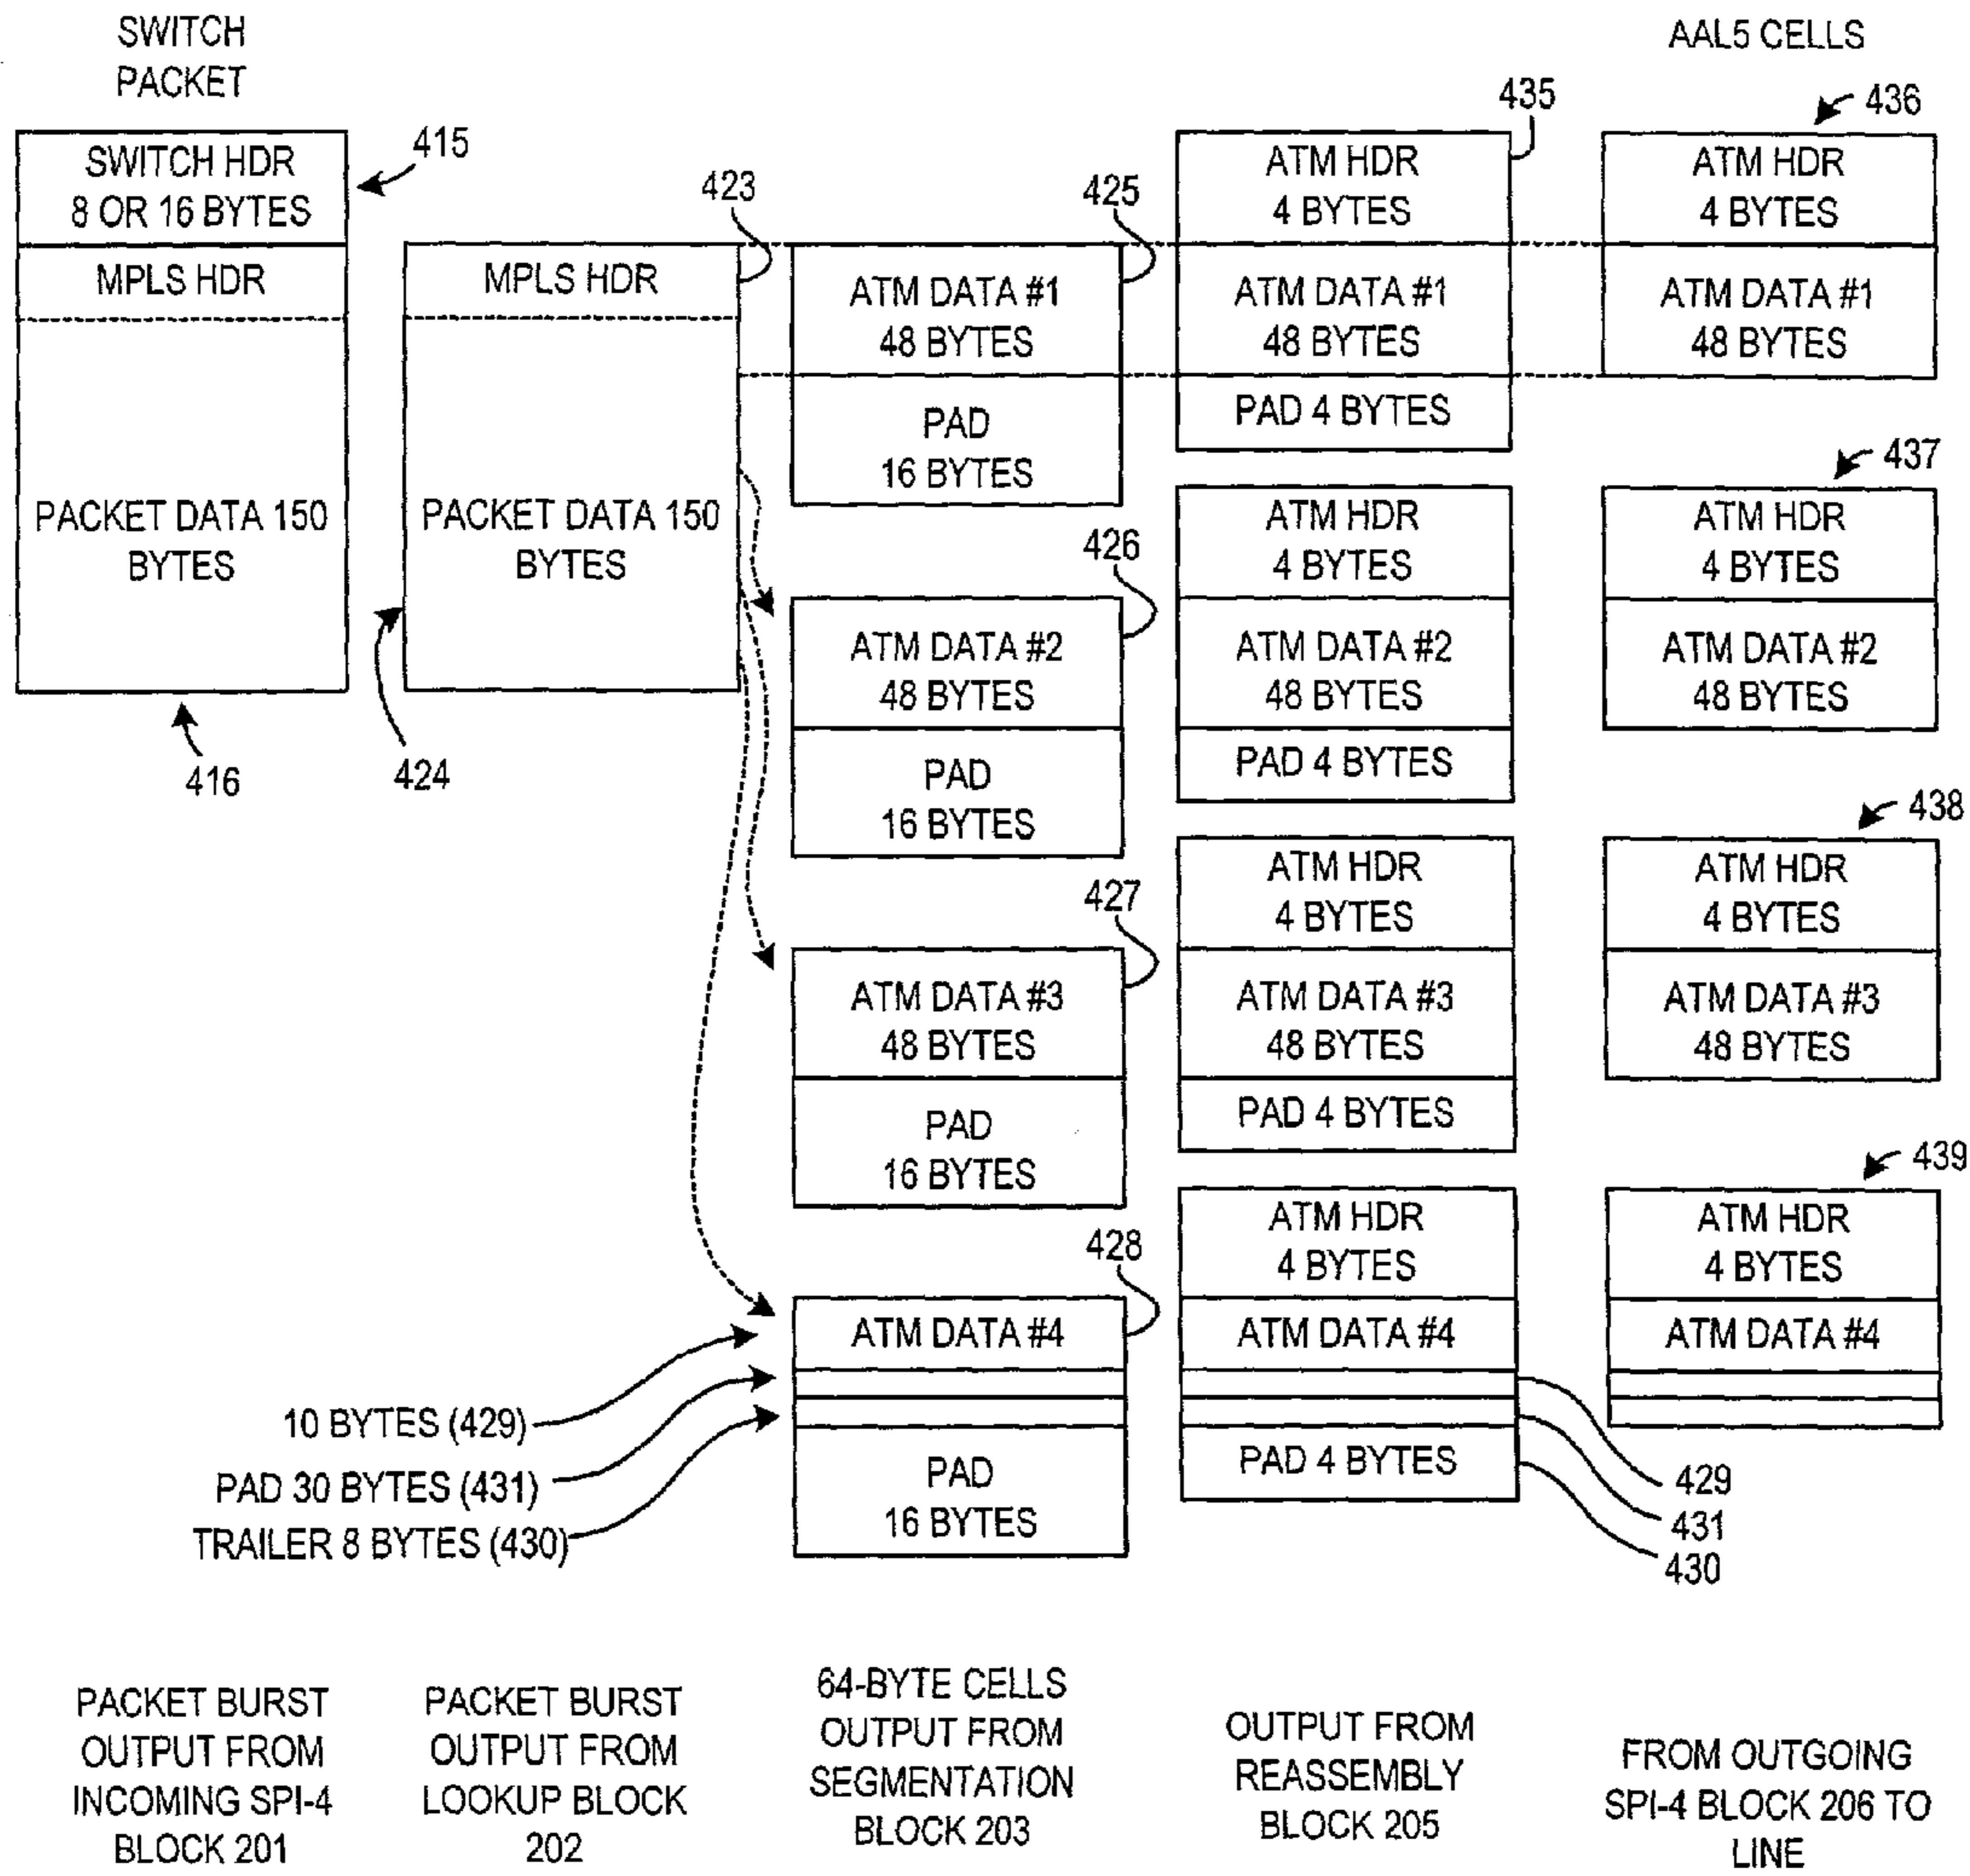 SWITCH
PACKET
AAL5 CELLS
SWITCH HDR
8 OR 16 BYTES
415
MPLS HDR
PACKET DATA 150
BYTES
416
423
MPLS HDR
PACKET DATA 150
BYTES
424
425
ATM DATA #1
48 BYTES
PAD
16 BYTES
426
ATM DATA #2
48 BYTES
PAD
16 BYTES
427
ATM DATA #3
48 BYTES
PAD
16 BYTES
428
ATM DATA #4
PAD
16 BYTES
10 BYTES (429)
PAD 30 BYTES (431)
TRAILER 8 BYTES (430)
435
ATM HDR
4 BYTES
ATM DATA #1
48 BYTES
PAD 4 BYTES
ATM HDR
4 BYTES
ATM DATA #2
48 BYTES
PAD 4 BYTES
ATM HDR
4 BYTES
ATM DATA #3
48 BYTES
PAD 4 BYTES
ATM HDR
4 BYTES
ATM DATA #4
PAD 4 BYTES
429
431
430
436
ATM HDR
4 BYTES
ATM DATA #1
48 BYTES
437
ATM HDR
4 BYTES
ATM DATA #2
48 BYTES
438
ATM HDR
4 BYTES
ATM DATA #3
48 BYTES
439
ATM HDR
4 BYTES
ATM DATA #4
PACKET BURST
OUTPUT FROM
INCOMING SPI-4
BLOCK 201
PACKET BURST
OUTPUT FROM
LOOKUP BLOCK
202
64-BYTE CELLS
OUTPUT FROM
SEGMENTATION
BLOCK 203
OUTPUT FROM
REASSEMBLY
BLOCK 205
FROM OUTGOING
SPI-4 BLOCK 206 TO
LINE